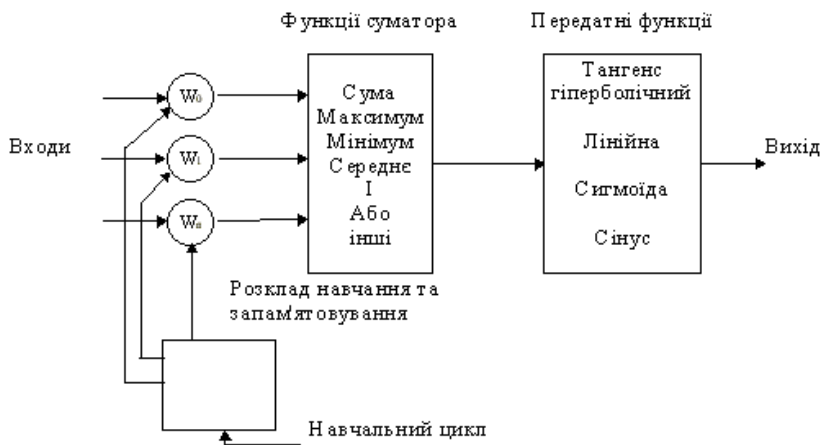 Функції суматора
Передатні функції
Входи
W₀
W₁
Wₙ
Сума
Максимум
Мінімум
Середнє
І
Або
інші
Тангенс
гіперболічний
Лінійна
Сигмоїда
Сінус
Вихід
Розклад навчання та
запам'ятовування
Навчальний цикл